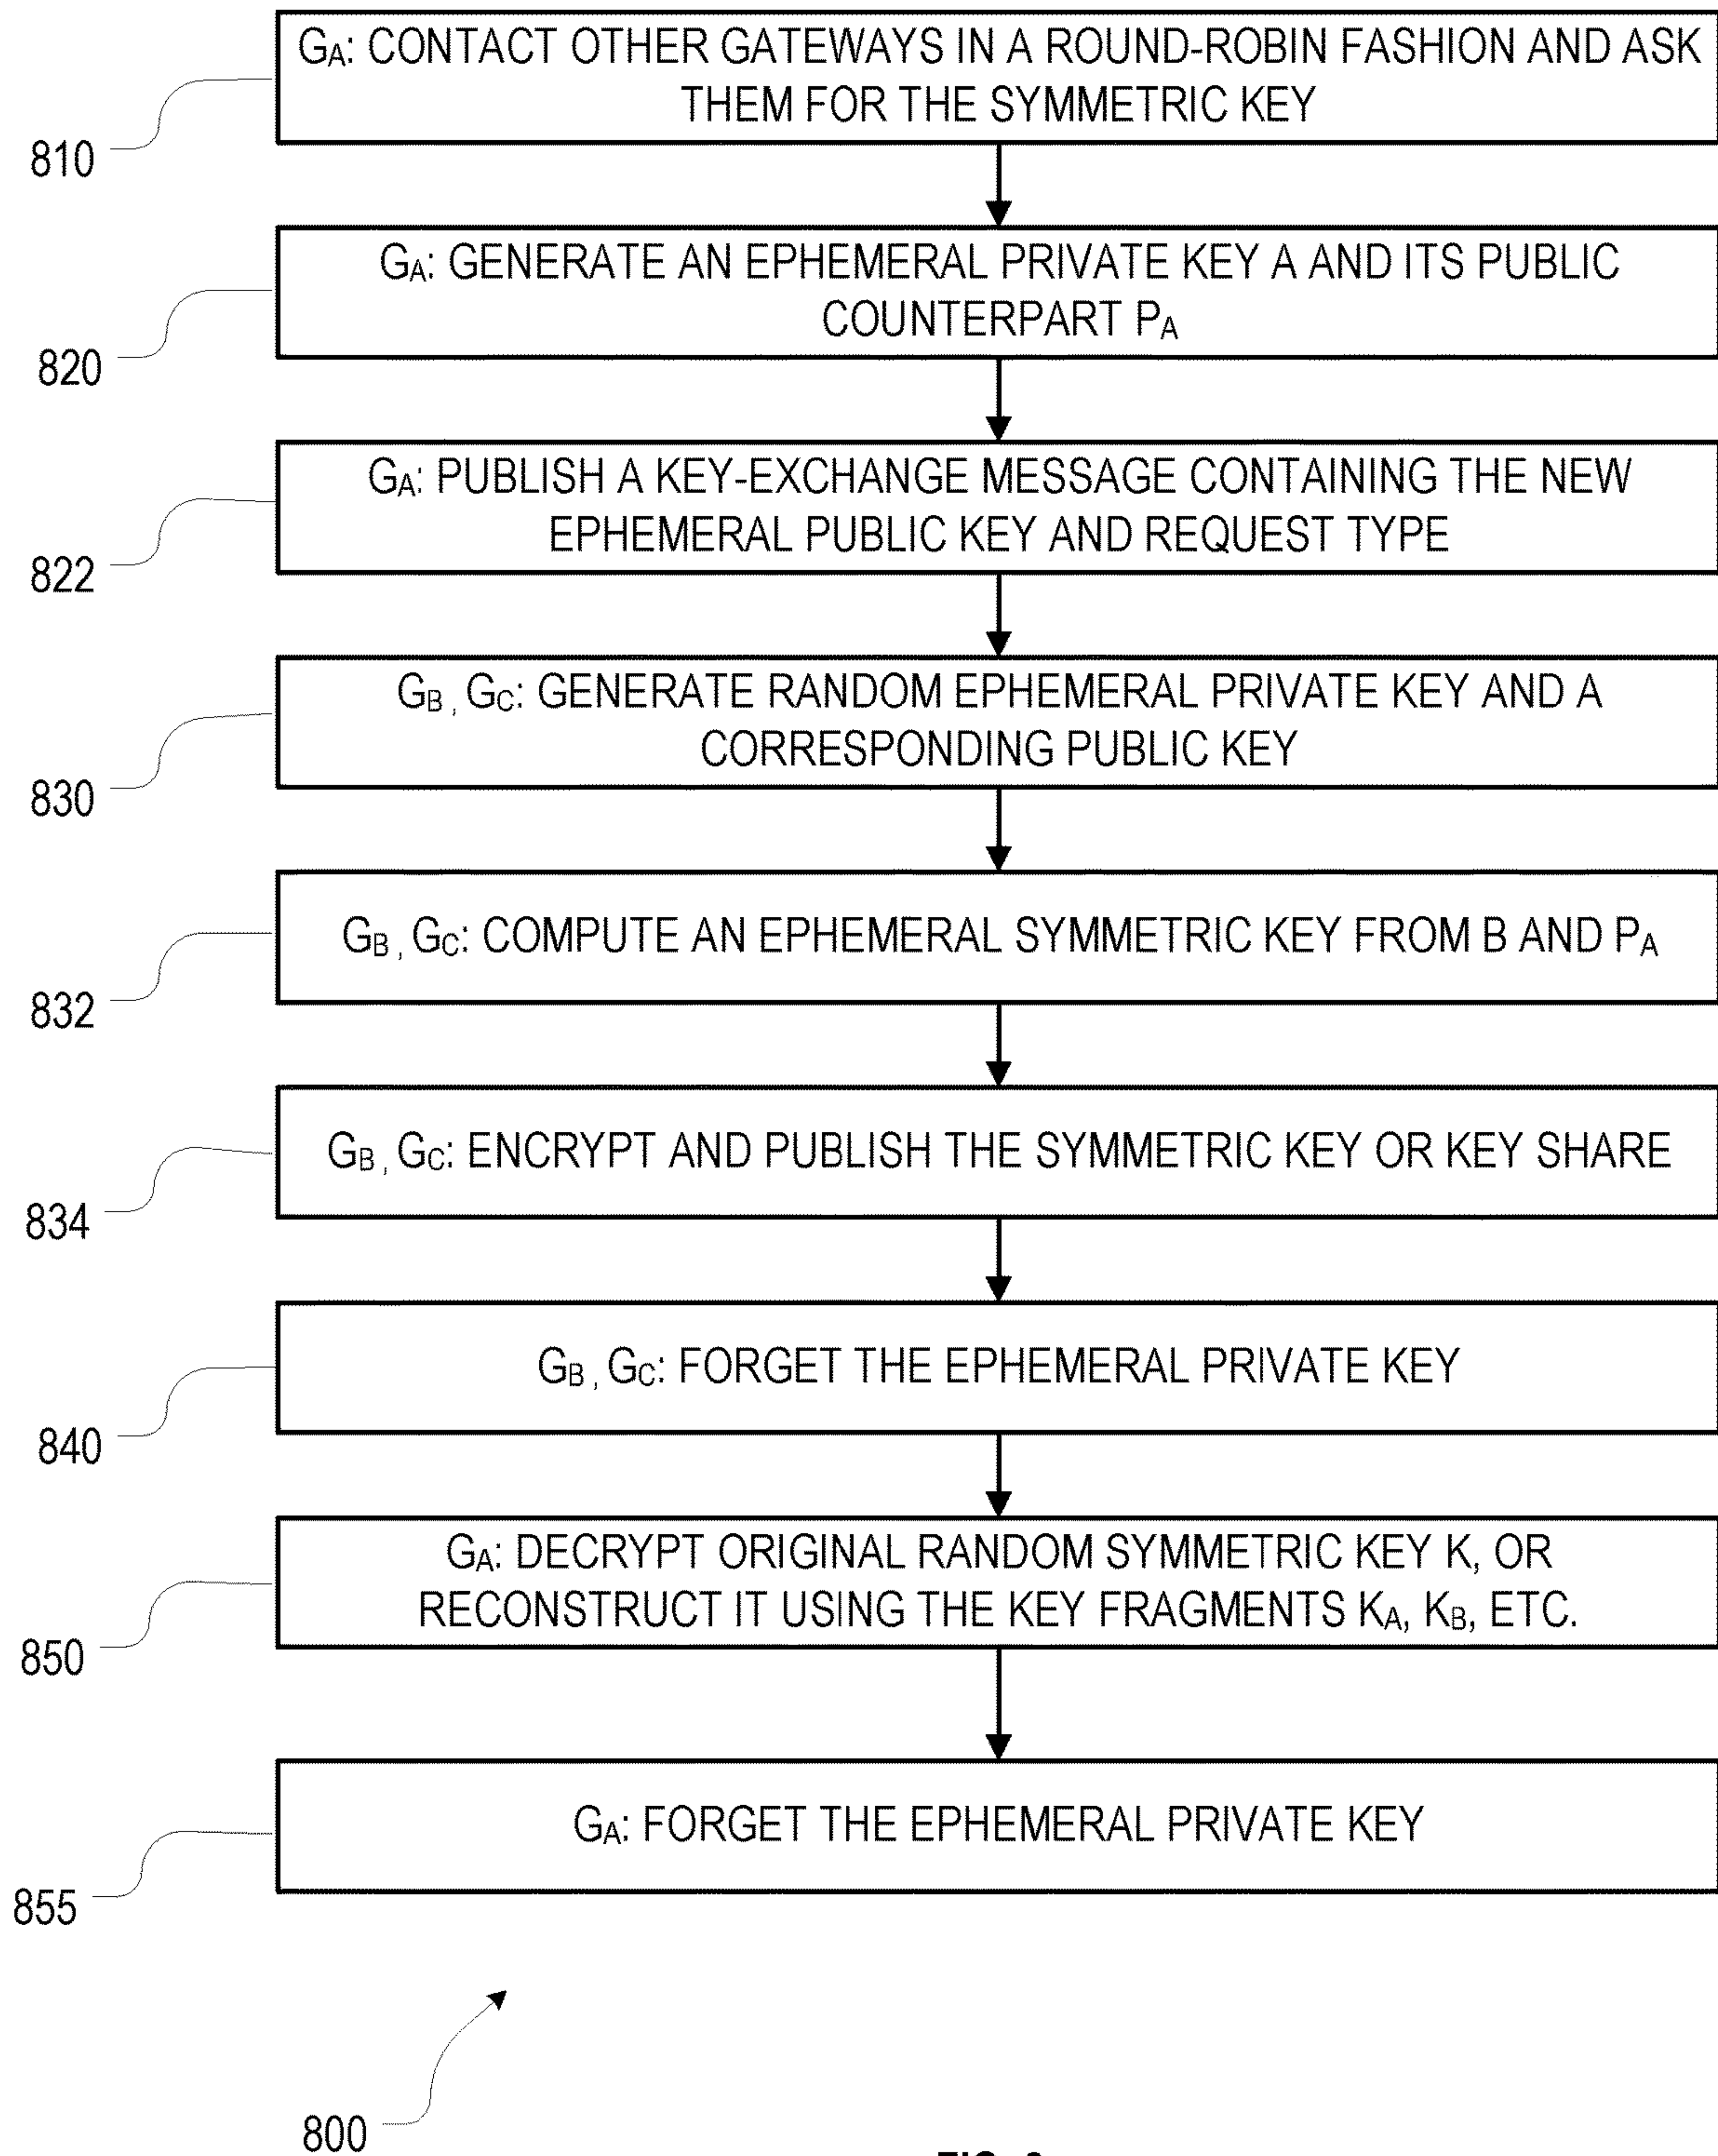 GA: CONTACT OTHER GATEWAYS IN A ROUND-ROBIN FASHION AND ASK
THEM FOR THE SYMMETRIC KEY
810
GA: GENERATE AN EPHEMERAL PRIVATE KEY A AND ITS PUBLIC
COUNTERPART PA
820
GA: PUBLISH A KEY-EXCHANGE MESSAGE CONTAINING THE NEW
EPHEMERAL PUBLIC KEY AND REQUEST TYPE
822
GB, GC: GENERATE RANDOM EPHEMERAL PRIVATE KEY AND A
CORRESPONDING PUBLIC KEY
830
GB, GC: COMPUTE AN EPHEMERAL SYMMETRIC KEY FROM B AND PA
832
GB, GC: ENCRYPT AND PUBLISH THE SYMMETRIC KEY OR KEY SHARE
834
GB, GC: FORGET THE EPHEMERAL PRIVATE KEY
840
GA: DECRYPT ORIGINAL RANDOM SYMMETRIC KEY K, OR
RECONSTRUCT IT USING THE KEY FRAGMENTS KA, KB, ETC.
850
GA: FORGET THE EPHEMERAL PRIVATE KEY
855
800